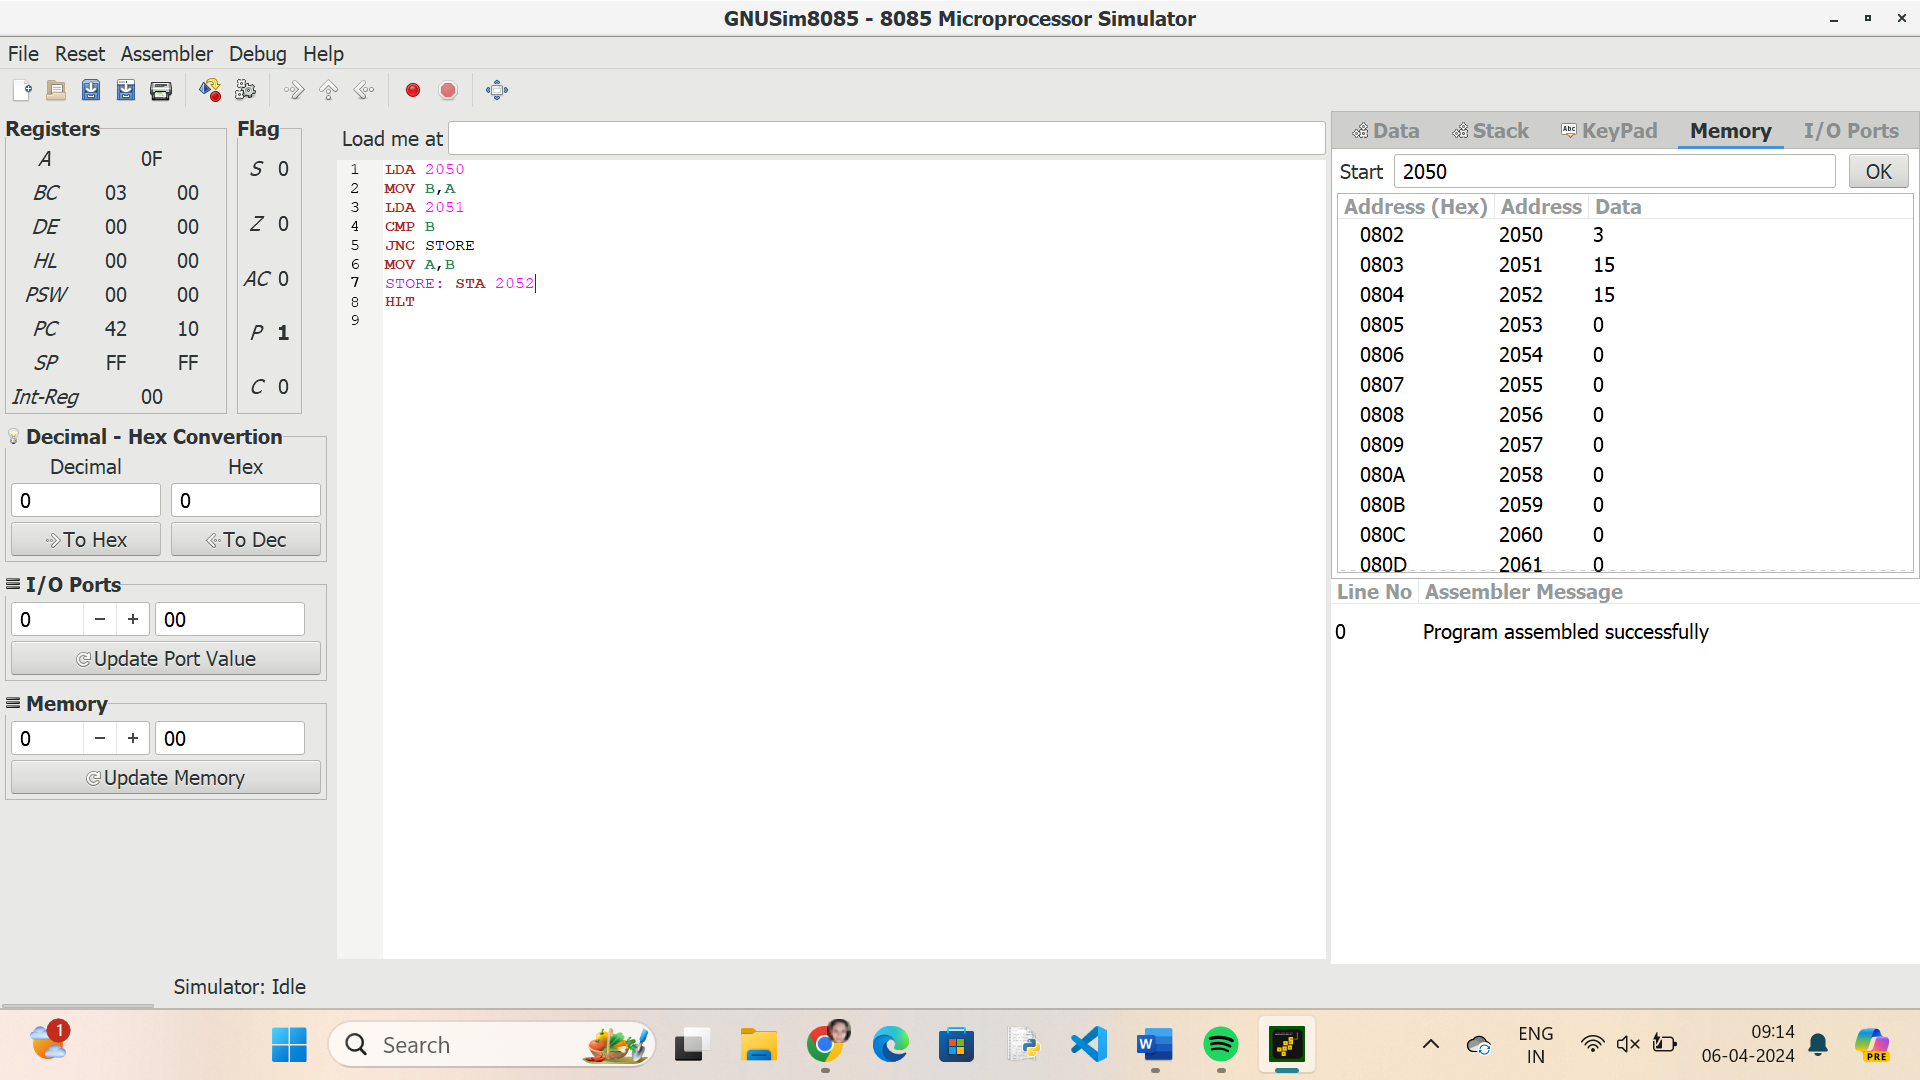 GNUSim8085 - 8085 Microprocessor Simulator
File Reset Assembler Debug Help
Registers
A 0F
BC 03 00
DE 00 00
HL 00 00
PSW 00 00
PC 42 10
SP FF FF
Int-Reg 00
Flag
S 0
Z 0
AC 0
P 1
C 0
Decimal - Hex Convertion
Decimal Hex
0 0
To Hex To Dec
I/O Ports
0 − + 00
Update Port Value
Memory
0 − + 00
Update Memory
Simulator: Idle
Load me at
1 LDA 2050
2 MOV B,A
3 LDA 2051
4 CMP B
5 JNC STORE
6 MOV A,B
7 STORE: STA 2052
8 HLT
9
Data Stack Abc KeyPad Memory I/O Ports
Start 2050 OK
Address (Hex) Address Data
0802 2050 3
0803 2051 15
0804 2052 15
0805 2053 0
0806 2054 0
0807 2055 0
0808 2056 0
0809 2057 0
080A 2058 0
080B 2059 0
080C 2060 0
080D 2061 0
Line No Assembler Message
0 Program assembled successfully
1
Search
W
ENG
IN
09:14
06-04-2024
PRE